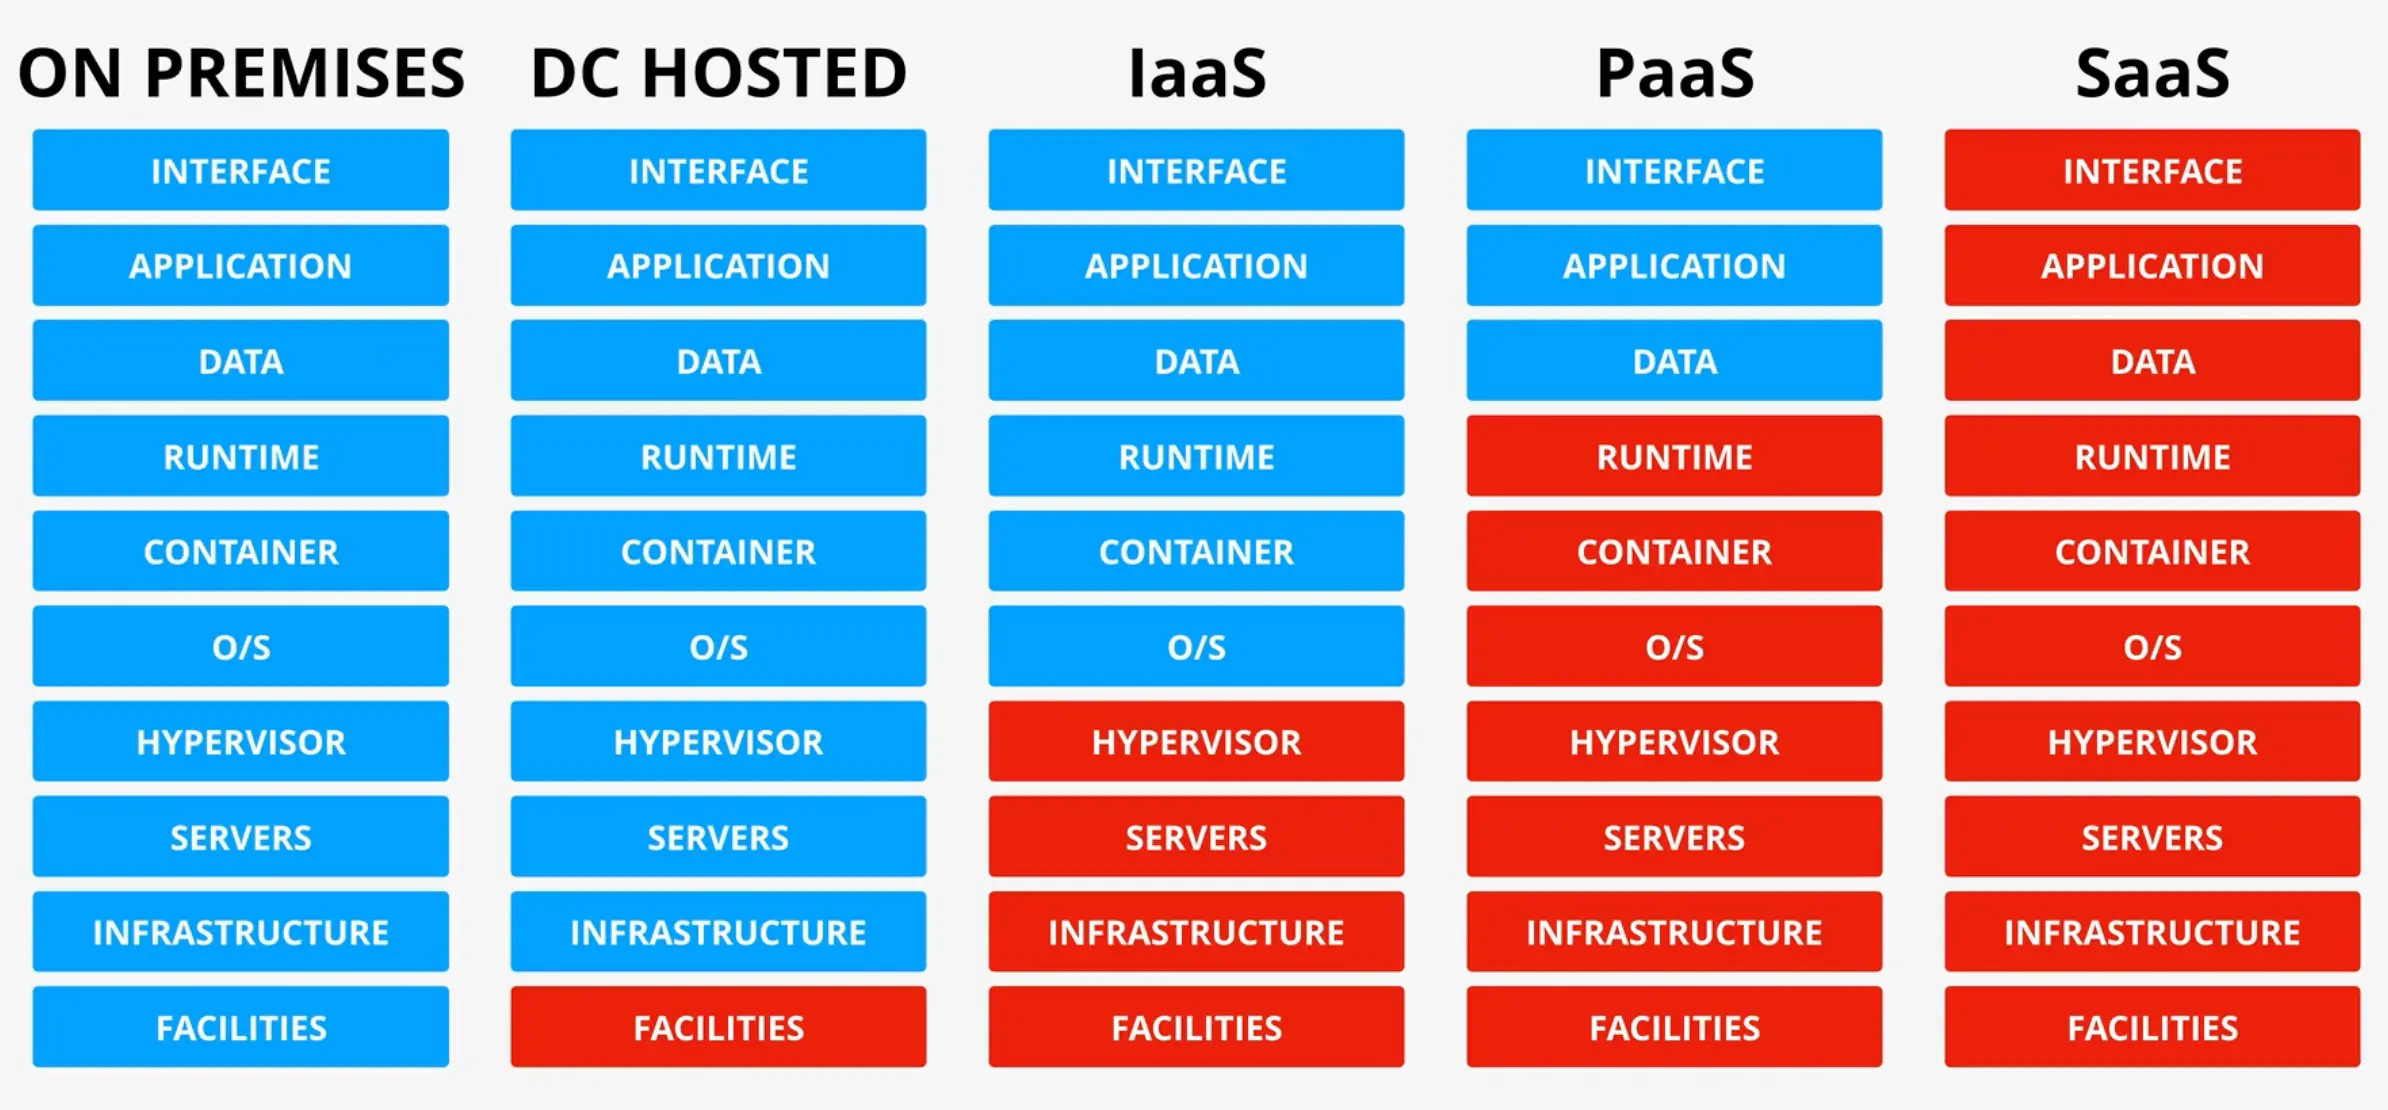 ON PREMISES
DC HOSTED
IaaS
PaaS
SaaS
INTERFACE
INTERFACE
INTERFACE
INTERFACE
INTERFACE
APPLICATION
APPLICATION
APPLICATION
APPLICATION
APPLICATION
DATA
DATA
DATA
DATA
DATA
RUNTIME
RUNTIME
RUNTIME
RUNTIME
RUNTIME
CONTAINER
CONTAINER
CONTAINER
CONTAINER
CONTAINER
O/S
O/S
O/S
O/S
O/S
HYPERVISOR
HYPERVISOR
HYPERVISOR
HYPERVISOR
HYPERVISOR
SERVERS
SERVERS
SERVERS
SERVERS
SERVERS
INFRASTRUCTURE
INFRASTRUCTURE
INFRASTRUCTURE
INFRASTRUCTURE
INFRASTRUCTURE
FACILITIES
FACILITIES
FACILITIES
FACILITIES
FACILITIES